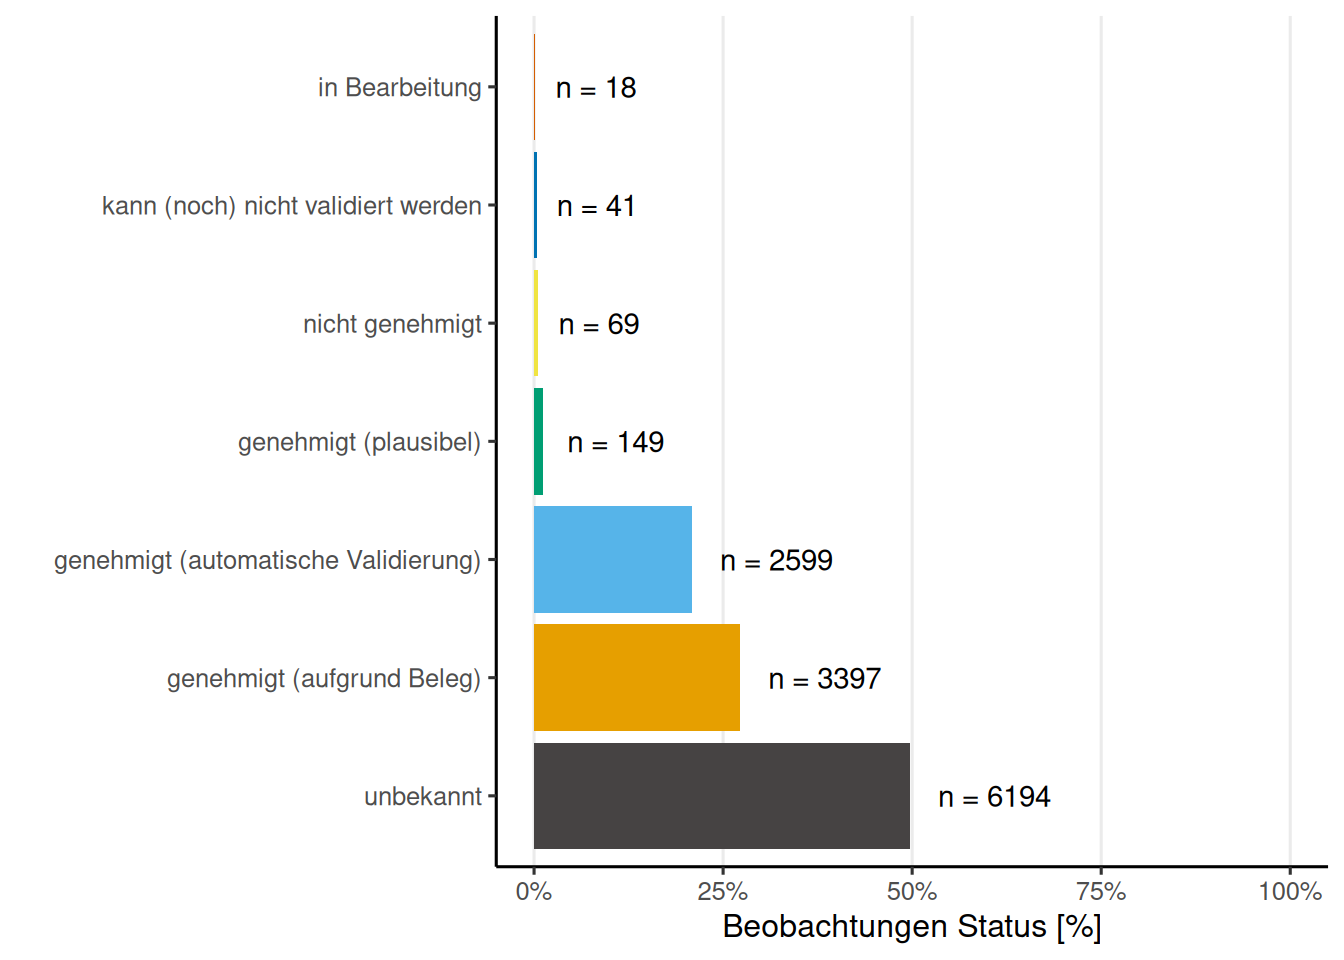 in Bearbeitung n = 18
kann (noch) nicht validiert werden n = 41
nicht genehmigt n = 69
genehmigt (plausibel) n = 149
genehmigt (automatische Validierung) n = 2599
genehmigt (aufgrund Beleg) n = 3397
unbekannt n = 6194
0% 25% 50% 75% 100%
Beobachtungen Status [%]